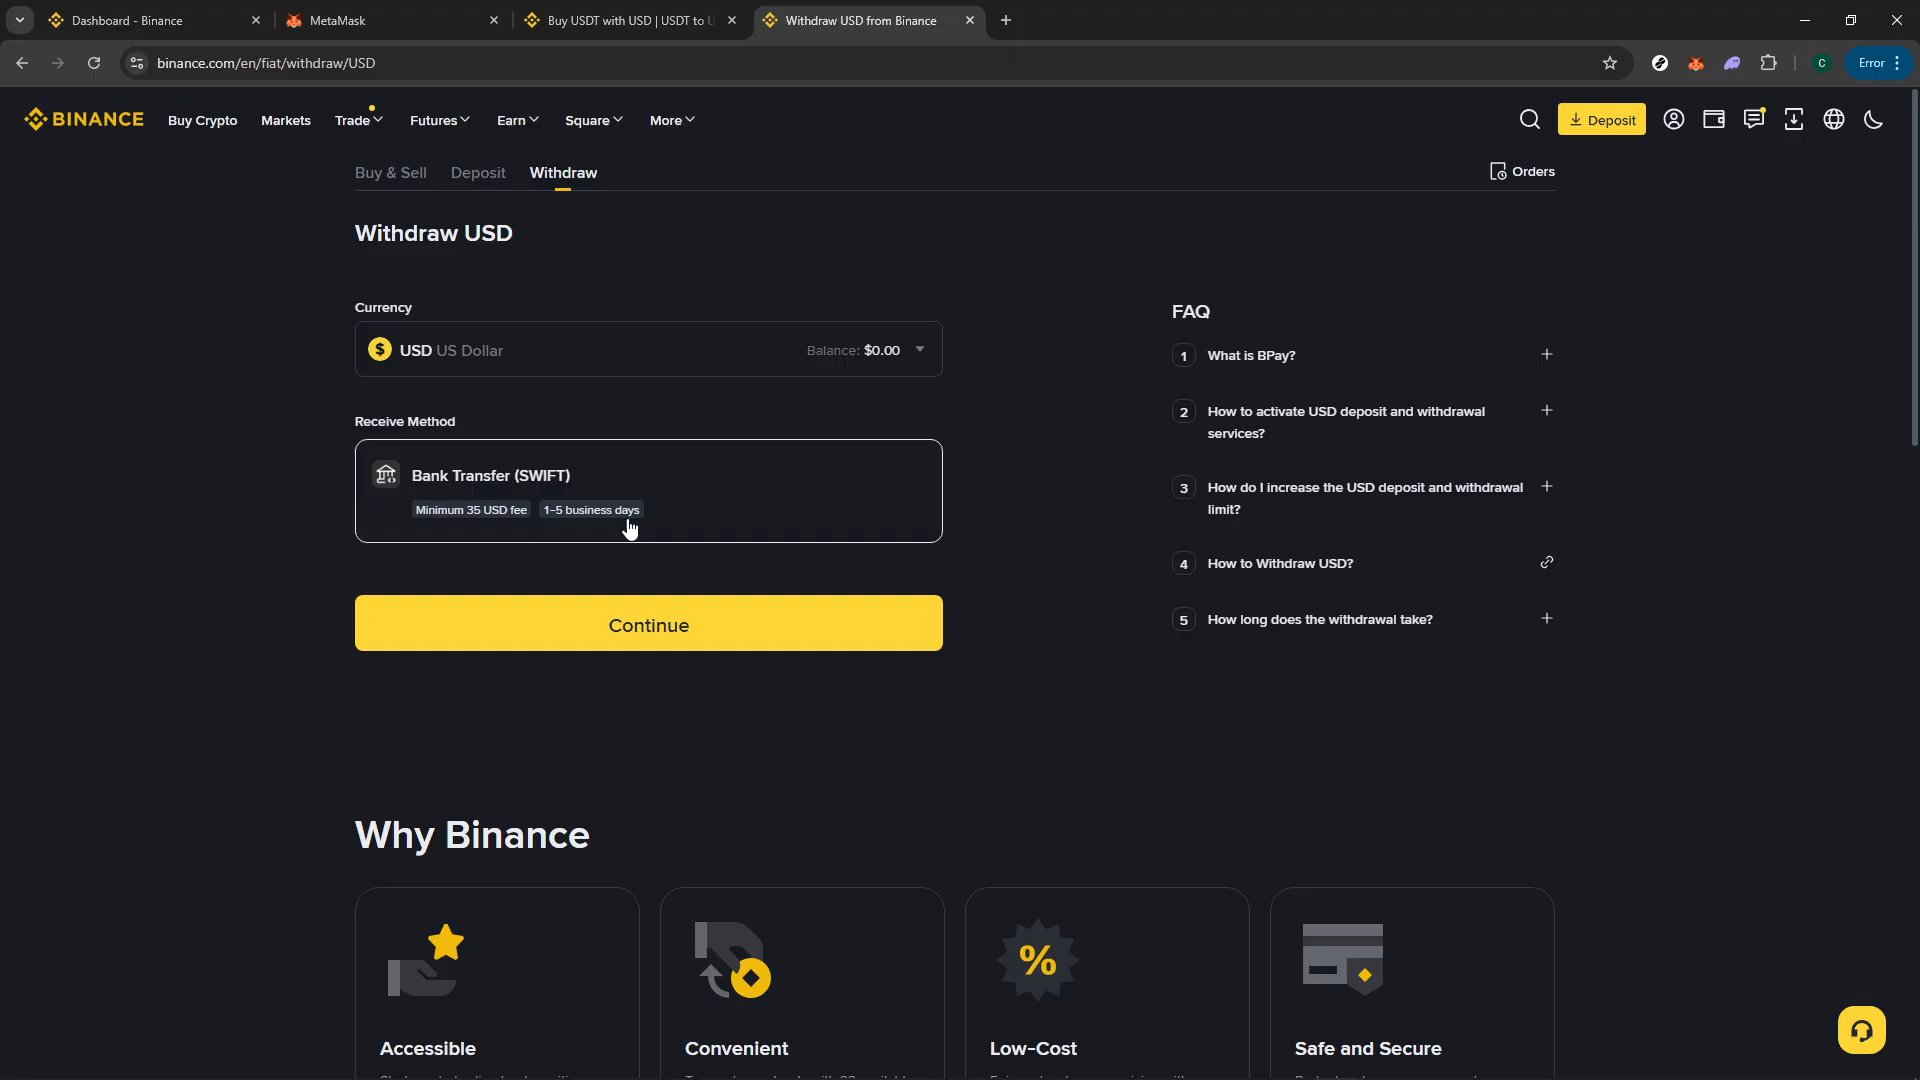 Dashboard - Binance
MetaMask
Buy USDT with USD | USDT to U
Withdraw USD from Binance
binance.com/en/fiat/withdraw/USD
C
Error
BINANCE
Buy Crypto
Markets
Trade
Futures
Earn
Square
More
Deposit
Buy & Sell
Deposit
Withdraw
Orders
Withdraw USD
Currency
$ USD US Dollar
Balance: $0.00
Receive Method
Bank Transfer (SWIFT)
Minimum 35 USD fee
1-5 business days
Continue
FAQ
1 What is BPay?
2 How to activate USD deposit and withdrawal
services?
3 How do I increase the USD deposit and withdrawal
limit?
4 How to Withdraw USD?
5 How long does the withdrawal take?
Why Binance
%
Accessible
Convenient
Low-Cost
Safe and Secure